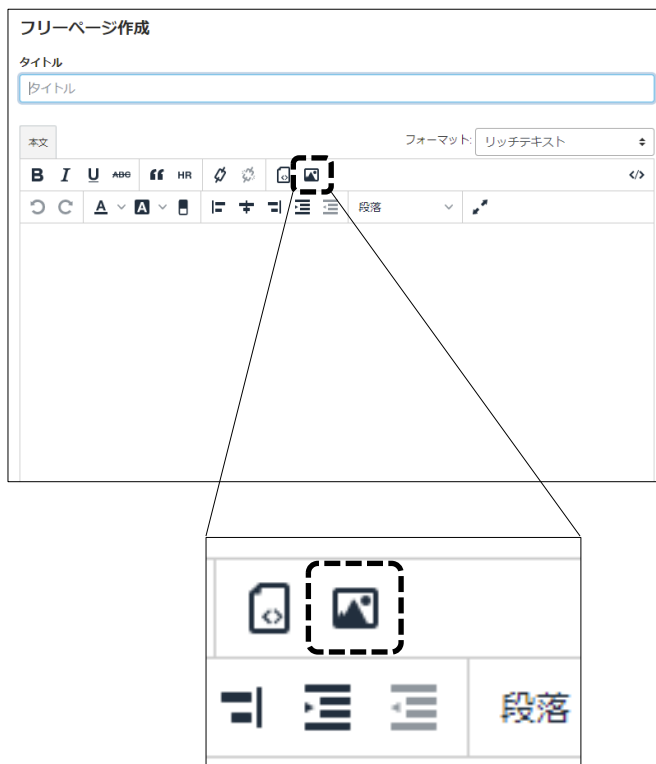 フリーページ作成
タイトル
タイトル
本文
フォーマット: リッチテキスト
B I U ABC HR </>
A A 段落
段落